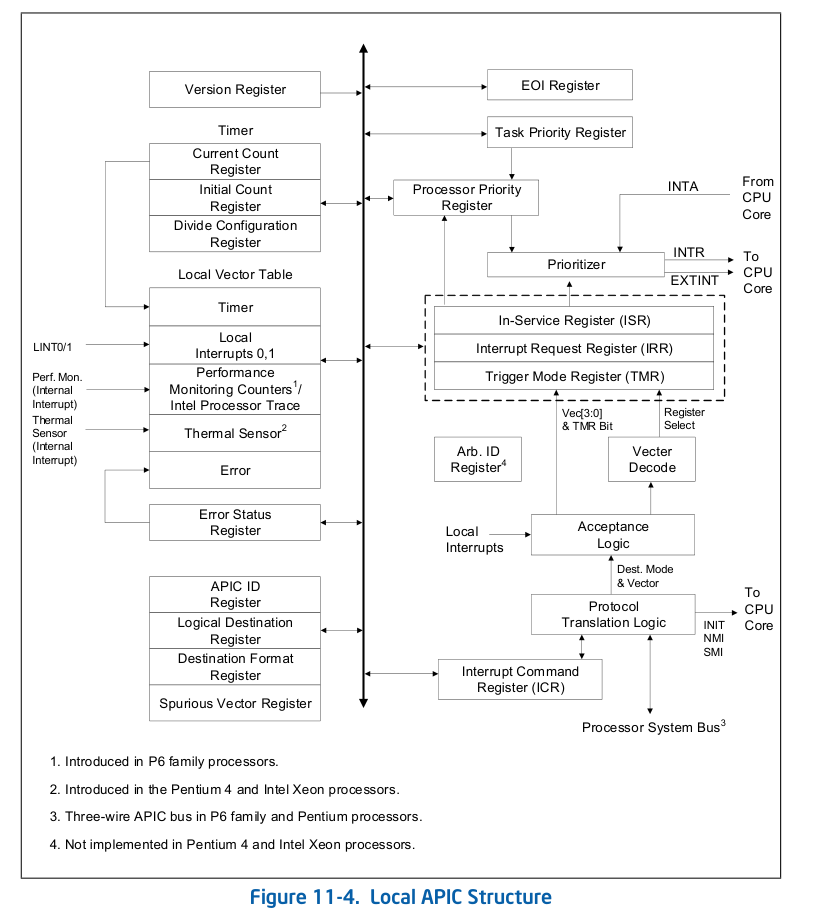 Version Register
EOI Register
Timer
Task Priority Register
Current Count
Register
Initial Count
Register
Divide Configuration
Register
Processor Priority
Register
INTA
From
CPU
Core
Prioritizer
INTR
EXTINT
To
CPU
Core
Local Vector Table
Timer
Local
Interrupts 0,1
Performance
Monitoring Counters1/
Intel Processor Trace
Thermal Sensor2
Error
LINT0/1
Perf. Mon.
(Internal
Interrupt)
Thermal
Sensor
(Internal
Interrupt)
In-Service Register (ISR)
Interrupt Request Register (IRR)
Trigger Mode Register (TMR)
Vec[3:0]
& TMR Bit
Register
Select
Arb. ID
Register4
Vecter
Decode
Error Status
Register
Local
Interrupts
Acceptance
Logic
Dest. Mode
& Vector
APIC ID
Register
Logical Destination
Register
Destination Format
Register
Spurious Vector Register
Protocol
Translation Logic
INIT
NMI
SMI
To
CPU
Core
Interrupt Command
Register (ICR)
Processor System Bus3
1. Introduced in P6 family processors.
2. Introduced in the Pentium 4 and Intel Xeon processors.
3. Three-wire APIC bus in P6 family and Pentium processors.
4. Not implemented in Pentium 4 and Intel Xeon processors.
Figure 11-4. Local APIC Structure